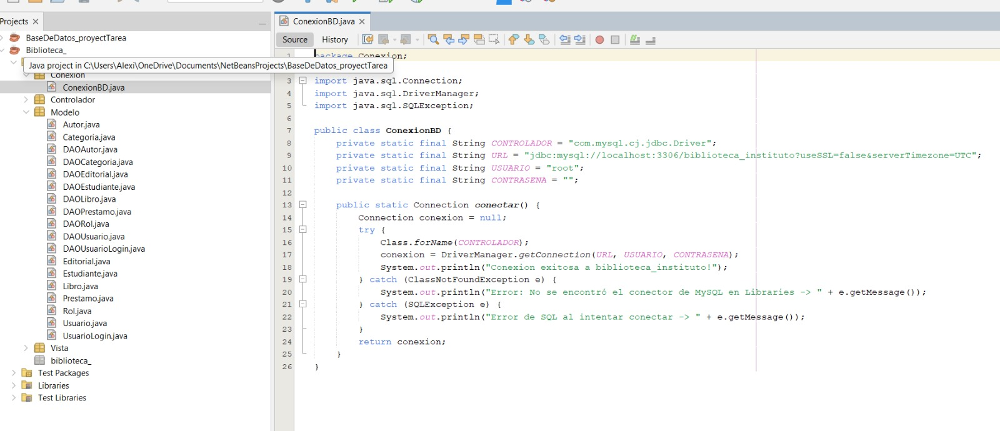 Projects
BaseDeDatos_proyectTarea
Biblioteca_
Java project in C:\Users\Alexi\OneDrive\Documents\NetBeansProjects\BaseDeDatos_proyectTarea
Conexion
ConexionBD.java
Controlador
Modelo
Autor.java
Categoria.java
DAOAutor.java
DAOCategoria.java
DAOEditorial.java
DAOEstudiante.java
DAOLibro.java
DAOPrestamo.java
DAORol.java
DAOUsuario.java
DAOUsuarioLogin.java
Editorial.java
Estudiante.java
Libro.java
Prestamo.java
Rol.java
Usuario.java
UsuarioLogin.java
Vista
biblioteca_
Test Packages
Libraries
Test Libraries
ConexionBD.java
Source History
1 package Conexion;
3 import java.sql.Connection;
4 import java.sql.DriverManager;
5 import java.sql.SQLException;
6
7 public class ConexionBD {
8 private static final String CONTROLADOR = "com.mysql.cj.jdbc.Driver";
9 private static final String URL = "jdbc:mysql://localhost:3306/biblioteca_instituto?useSSL=false&serverTimezone=UTC";
10 private static final String USUARIO = "root";
11 private static final String CONTRASENA = "";
12
13 public static Connection conectar() {
14 Connection conexion = null;
15 try {
16 Class.forName(CONTROLADOR);
17 conexion = DriverManager.getConnection(URL, USUARIO, CONTRASENA);
18 System.out.println("Conexion exitosa a biblioteca_instituto!");
19 } catch (ClassNotFoundException e) {
20 System.out.println("Error: No se encontró el conector de MySQL en Libraries -> " + e.getMessage());
21 } catch (SQLException e) {
22 System.out.println("Error de SQL al intentar conectar -> " + e.getMessage());
23 }
24 return conexion;
25 }
26 }